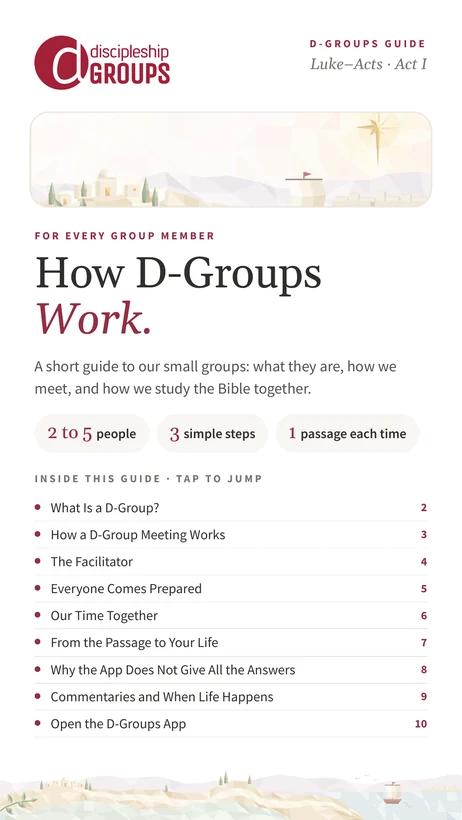 discipleship
GROUPS
D-GROUPS GUIDE
Luke–Acts · Act I
FOR EVERY GROUP MEMBER
How D-Groups
Work.
A short guide to our small groups: what they are, how we
meet, and how we study the Bible together.
2 to 5 people
3 simple steps
1 passage each time
INSIDE THIS GUIDE · TAP TO JUMP
What Is a D-Group? 2
How a D-Group Meeting Works 3
The Facilitator 4
Everyone Comes Prepared 5
Our Time Together 6
From the Passage to Your Life 7
Why the App Does Not Give All the Answers 8
Commentaries and When Life Happens 9
Open the D-Groups App 10